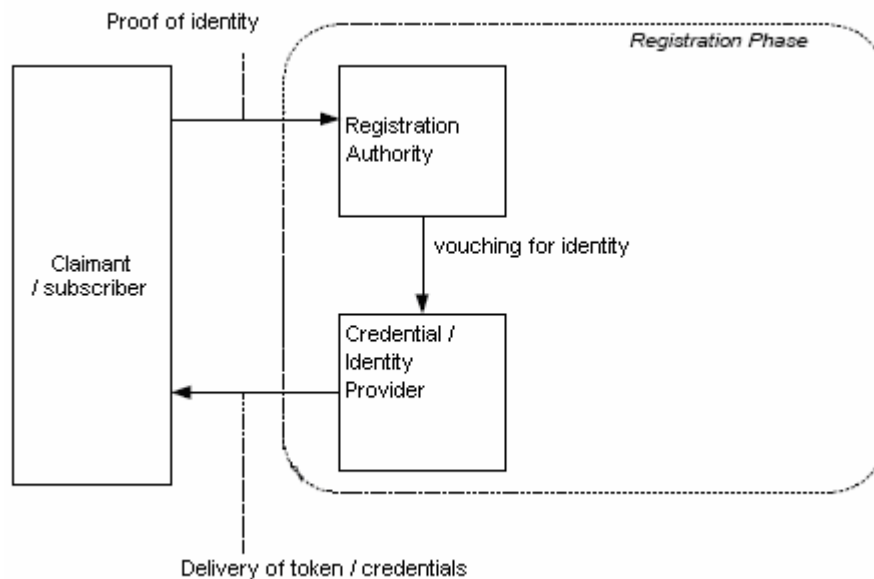 Proof of identity
Registration Phase
Registration
Authority
vouching for identity
Claimant
/ subscriber
Credential /
Identity
Provider
Delivery of token / credentials